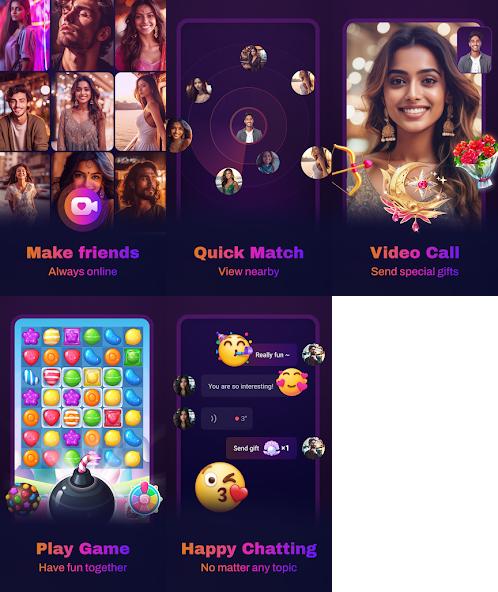 Make friends
Always online
Quick Match
View nearby
Video Call
Send special gifts
Really fun ~
You are so interesting!
3"
Send gift ×1
Play Game
Have fun together
Happy Chatting
No matter any topic